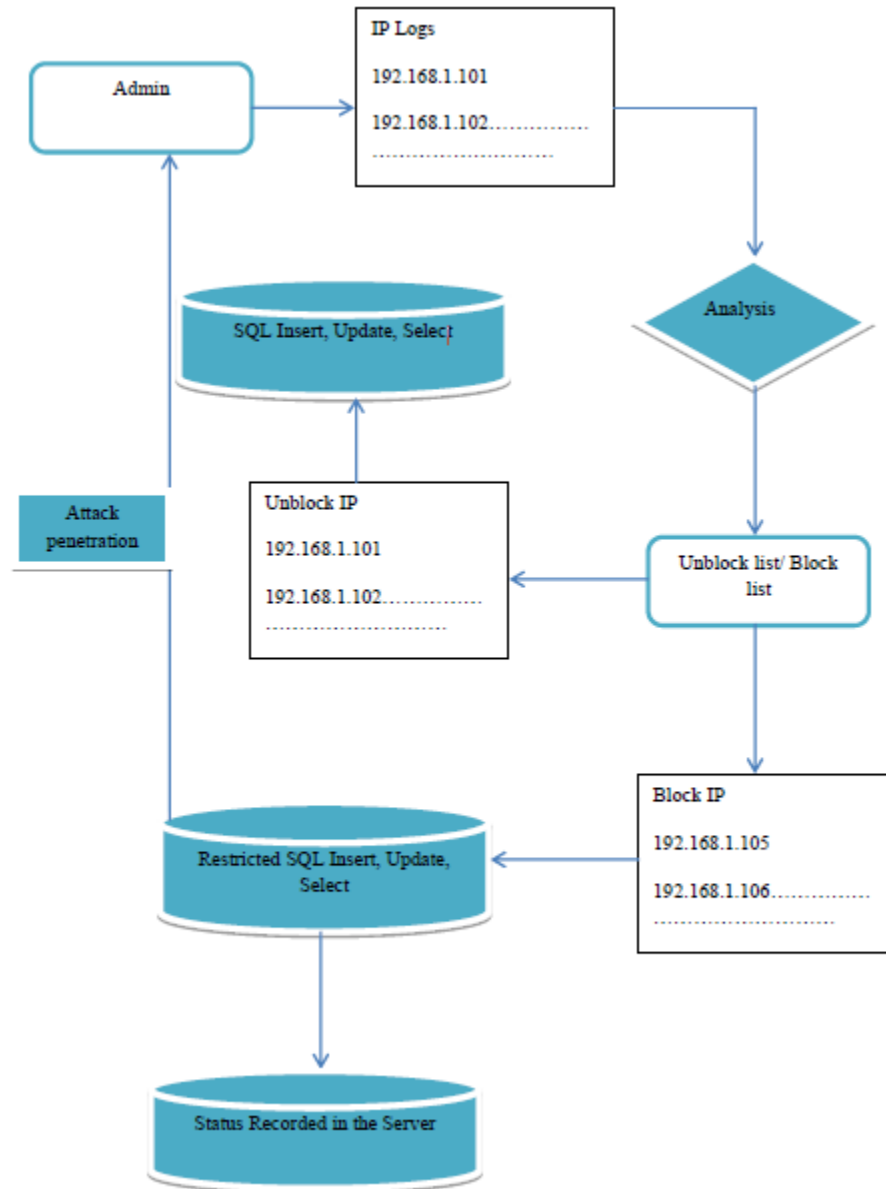 IP Logs
192.168.1.101
192.168.1.102………………
…………………………….
Admin
Analysis
SQL Insert, Update, Select
Attack
penetration
Unblock IP
192.168.1.101
192.168.1.102………………
…………………………….
Unblock list/ Block
list
Block IP
192.168.1.105
192.168.1.106………………
…………………………….
Restricted SQL Insert, Update,
Select
Status Recorded in the Server